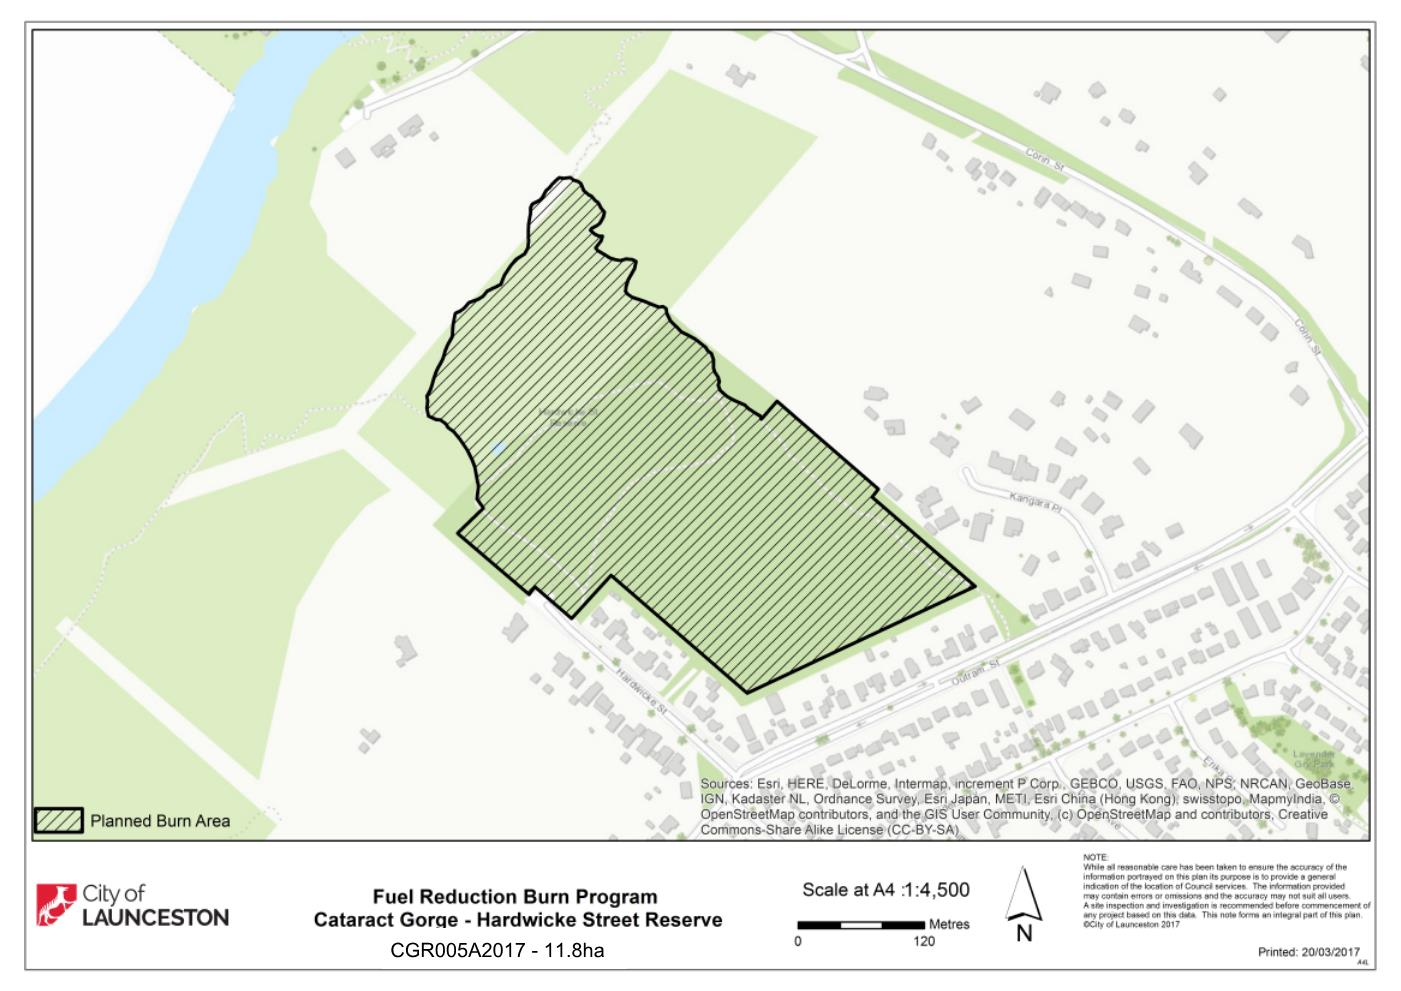 Corin St
Corin St
Kangara Pl
Hardwicke St
Reserve
Outram St
Hardwicke St
Lavender
Grv Park
Erika
Sources: Esri, HERE, DeLorme, Intermap, increment P Corp., GEBCO, USGS, FAO, NPS, NRCAN, GeoBase,
IGN, Kadaster NL, Ordnance Survey, Esri Japan, METI, Esri China (Hong Kong), swisstopo, MapmyIndia, ©
OpenStreetMap contributors, and the GIS User Community, (c) OpenStreetMap and contributors, Creative
Commons-Share Alike License (CC-BY-SA)
Planned Burn Area
City of
LAUNCESTON
Fuel Reduction Burn Program
Cataract Gorge - Hardwicke Street Reserve
CGR005A2017 - 11.8ha
Scale at A4 :1:4,500
Metres
0 120
N
NOTE:
While all reasonable care has been taken to ensure the accuracy of the
information portrayed on this plan its purpose is to provide a general
indication of the location of Council services. The information provided
may contain errors or omissions and the accuracy may not suit all users.
A site inspection and investigation is recommended before commencement of
any project based on this data. This note forms an integral part of this plan.
©City of Launceston 2017
Printed: 20/03/2017
A4L